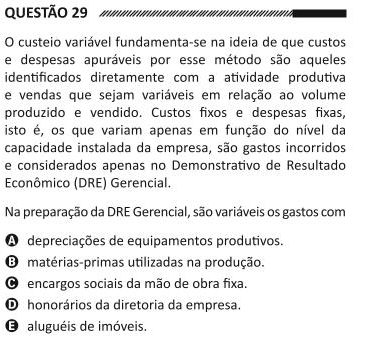 QUESTÃO 29
O custeio variável fundamenta-se na ideia de que custos
e despesas apuráveis por esse método são aqueles
identificados diretamente com a atividade produtiva
e vendas que sejam variáveis em relação ao volume
produzido e vendido. Custos fixos e despesas fixas,
isto é, os que variam apenas em função do nível da
capacidade instalada da empresa, são gastos incorridos
e considerados apenas no Demonstrativo de Resultado
Econômico (DRE) Gerencial.
Na preparação da DRE Gerencial, são variáveis os gastos com
A depreciações de equipamentos produtivos.
B matérias-primas utilizadas na produção.
C encargos sociais da mão de obra fixa.
D honorários da diretoria da empresa.
E aluguéis de imóveis.